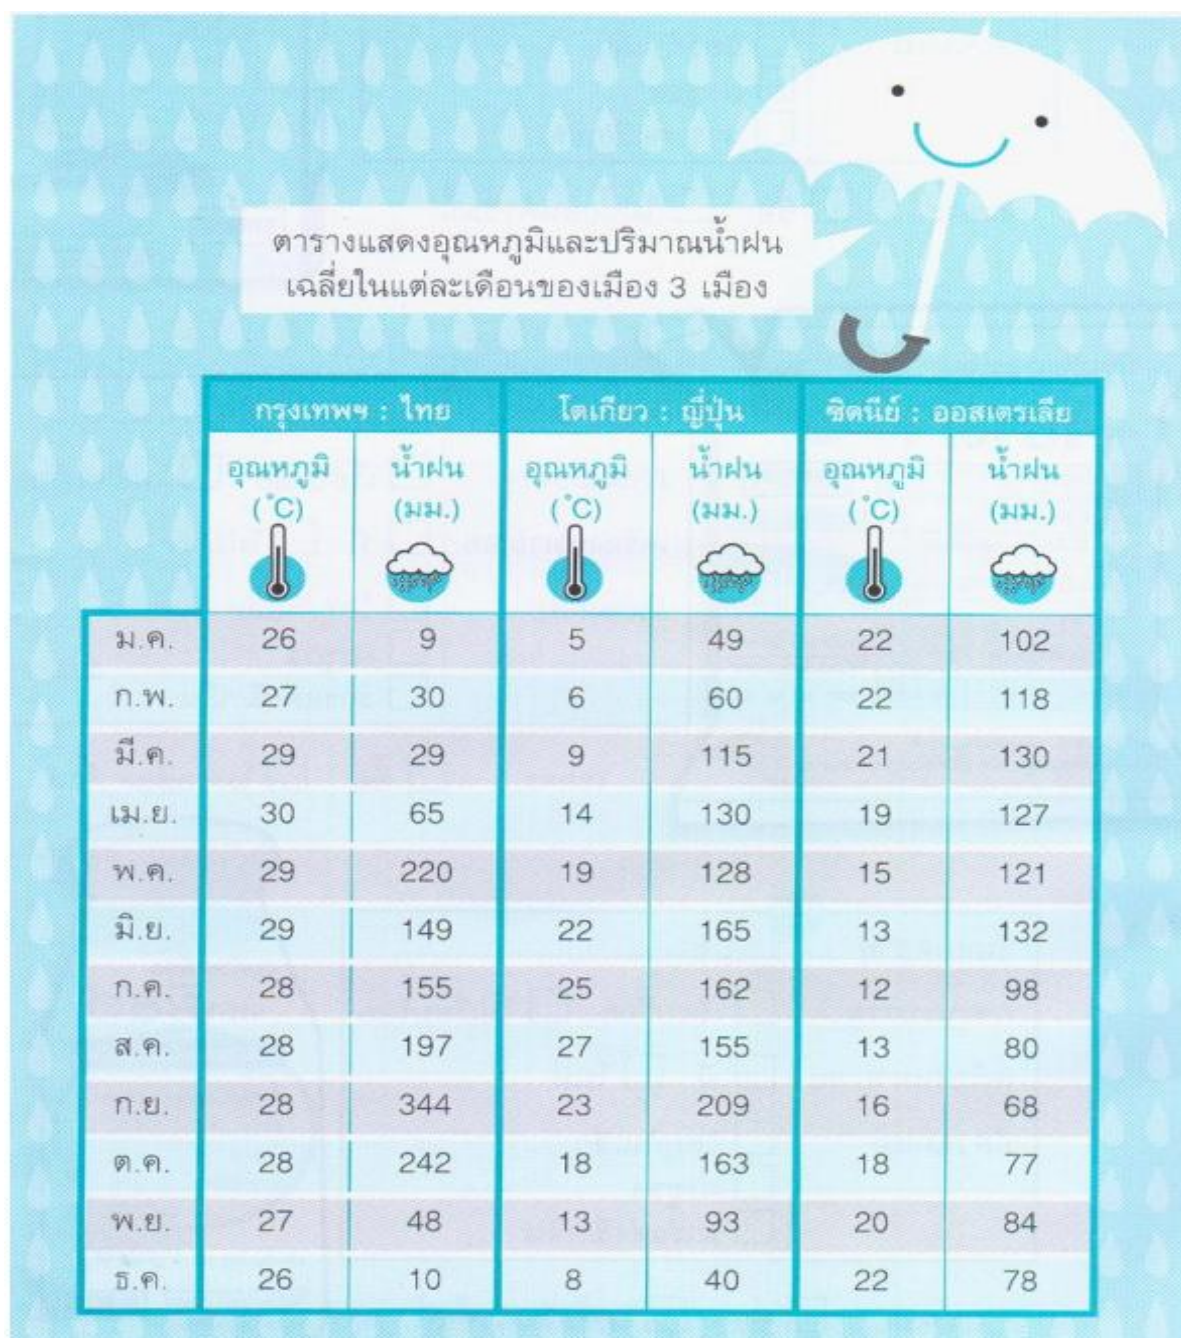 ตารางแสดงอุณหภูมิและปริมาณน้ำฝน
เฉลี่ยในแต่ละเดือนของเมือง 3 เมือง
กรุงเทพฯ : ไทย โตเกียว : ญี่ปุ่น ซิดนีย์ : ออสเตรเลีย
อุณหภูมิ น้ำฝน อุณหภูมิ น้ำฝน อุณหภูมิ น้ำฝน
(°C) (มม.) (°C) (มม.) (°C) (มม.)
ม.ค. 26 9 5 49 22 102
ก.พ. 27 30 6 60 22 118
มี.ค. 29 29 9 115 21 130
เม.ย. 30 65 14 130 19 127
พ.ค. 29 220 19 128 15 121
มิ.ย. 29 149 22 165 13 132
ก.ค. 28 155 25 162 12 98
ส.ค. 28 197 27 155 13 80
ก.ย. 28 344 23 209 16 68
ต.ค. 28 242 18 163 18 77
พ.ย. 27 48 13 93 20 84
ธ.ค. 26 10 8 40 22 78